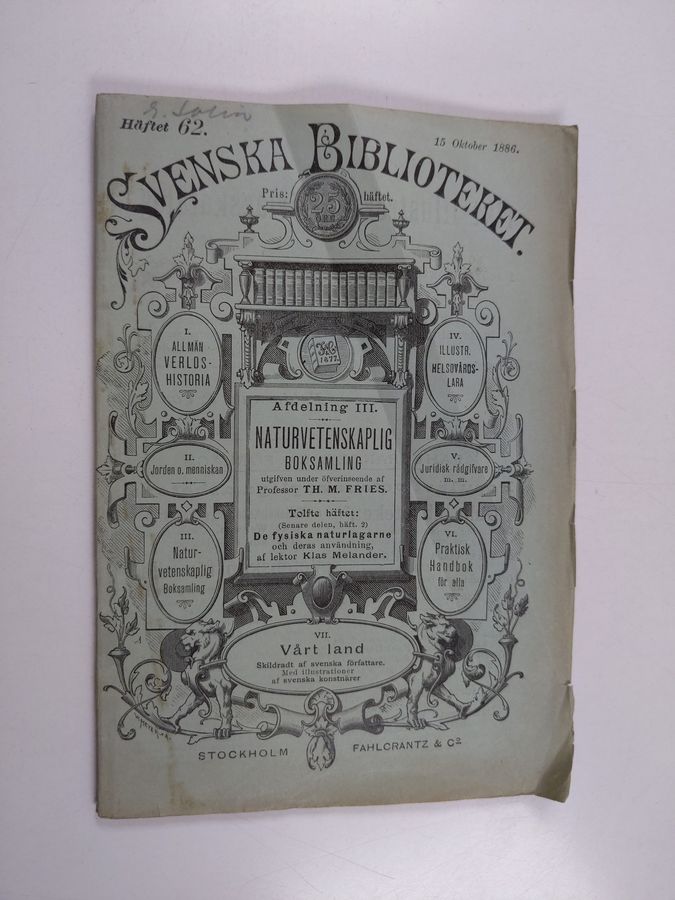 Häftet 62.
15 Oktober 1886.
SVENSKA BIBLIOTEKET.
Pris: 25 ÖRE häftet.
1877.
I.
ALLMÄN
VERLDS-
HISTORIA
IV.
ILLUSTR.
HELSOVÅRDS-
LÄRA
II.
Jorden o. menniskan
V.
Juridisk rådgifvare
m. m.
III.
Natur-
vetenskaplig
Boksamling
VI.
Praktisk
Handbok
för alla
Afdelning III.
NATURVETENSKAPLIG
BOKSAMLING
utgifven under öfverinseende af
Professor TH. M. FRIES.
Tolfte häftet:
(Senare delen, häft. 2)
De fysiska naturlagarne
och deras användning,
af lektor Klas Melander.
VII.
Vårt land
Skildradt af svenska författare.
Med illustrationer
af svenska konstnärer
STOCKHOLM FAHLCRANTZ & Co